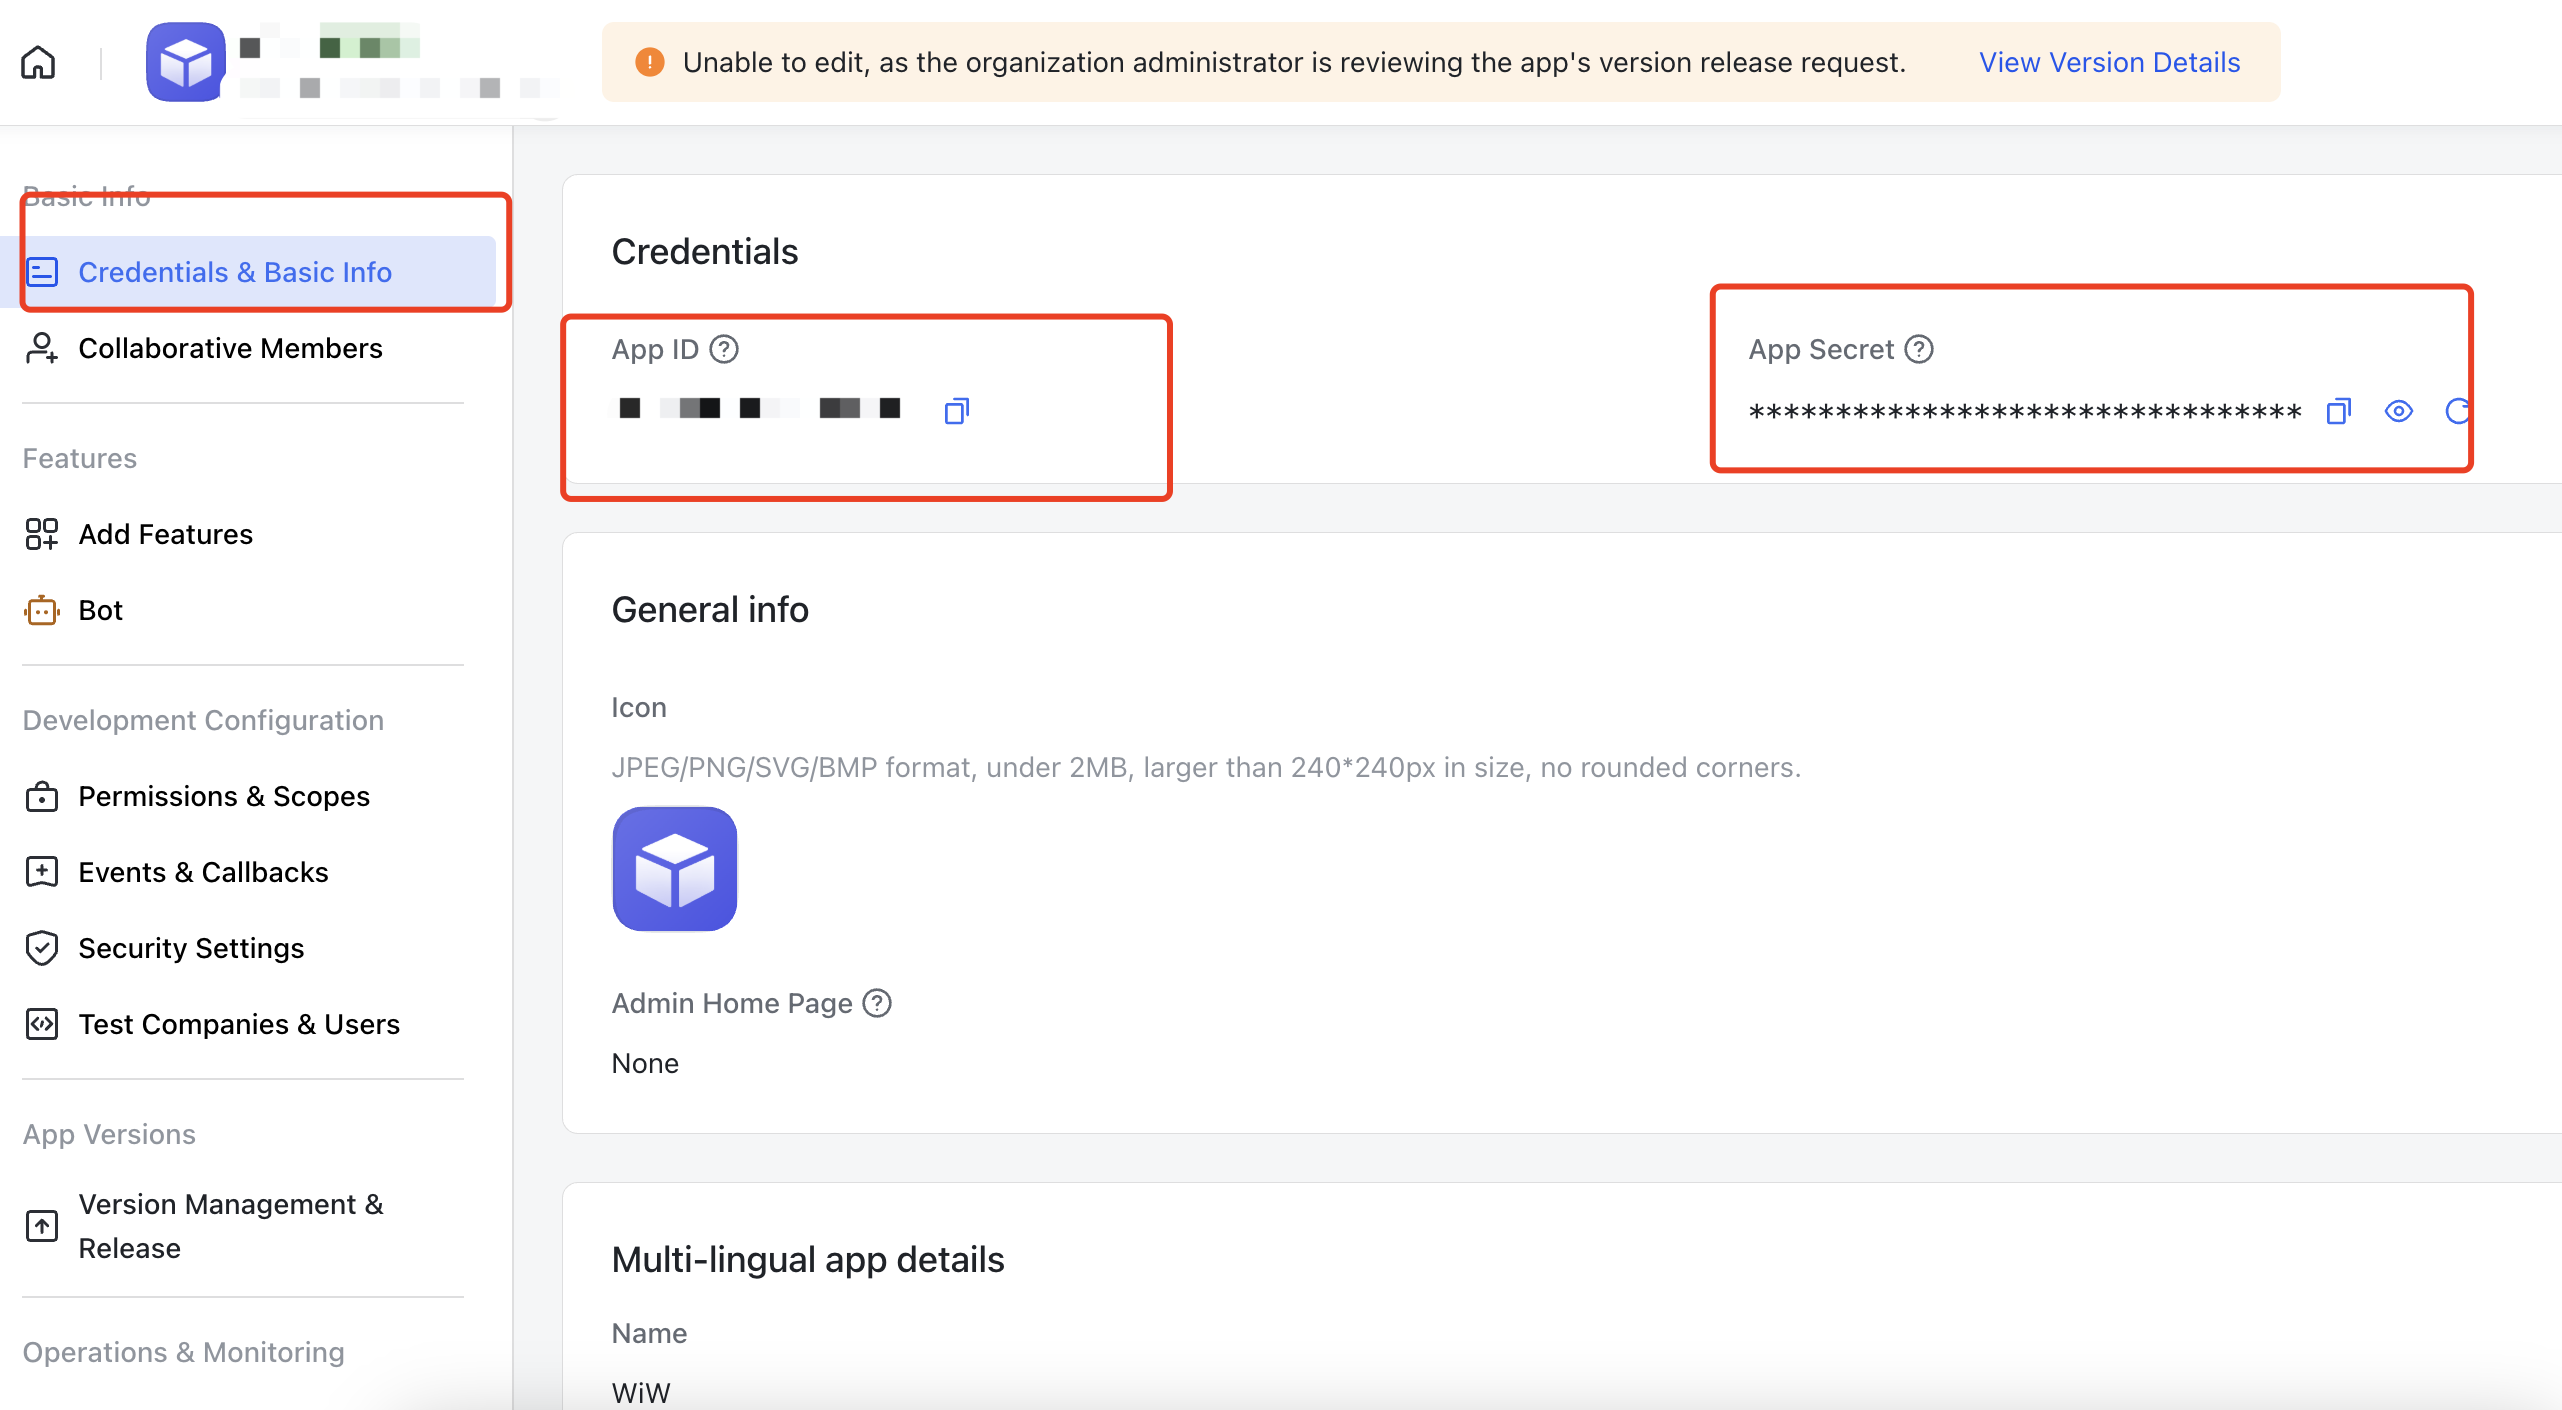 Unable to edit, as the organization administrator is reviewing the app's version release request. View Version Details
Basic Info
Credentials & Basic Info
Collaborative Members
Features
Add Features
Bot
Development Configuration
Permissions & Scopes
Events & Callbacks
Security Settings
Test Companies & Users
App Versions
Version Management &
Release
Operations & Monitoring
Credentials
App ID
App Secret
********************************
General info
Icon
JPEG/PNG/SVG/BMP format, under 2MB, larger than 240*240px in size, no rounded corners.
Admin Home Page
None
Multi-lingual app details
Name
WiW